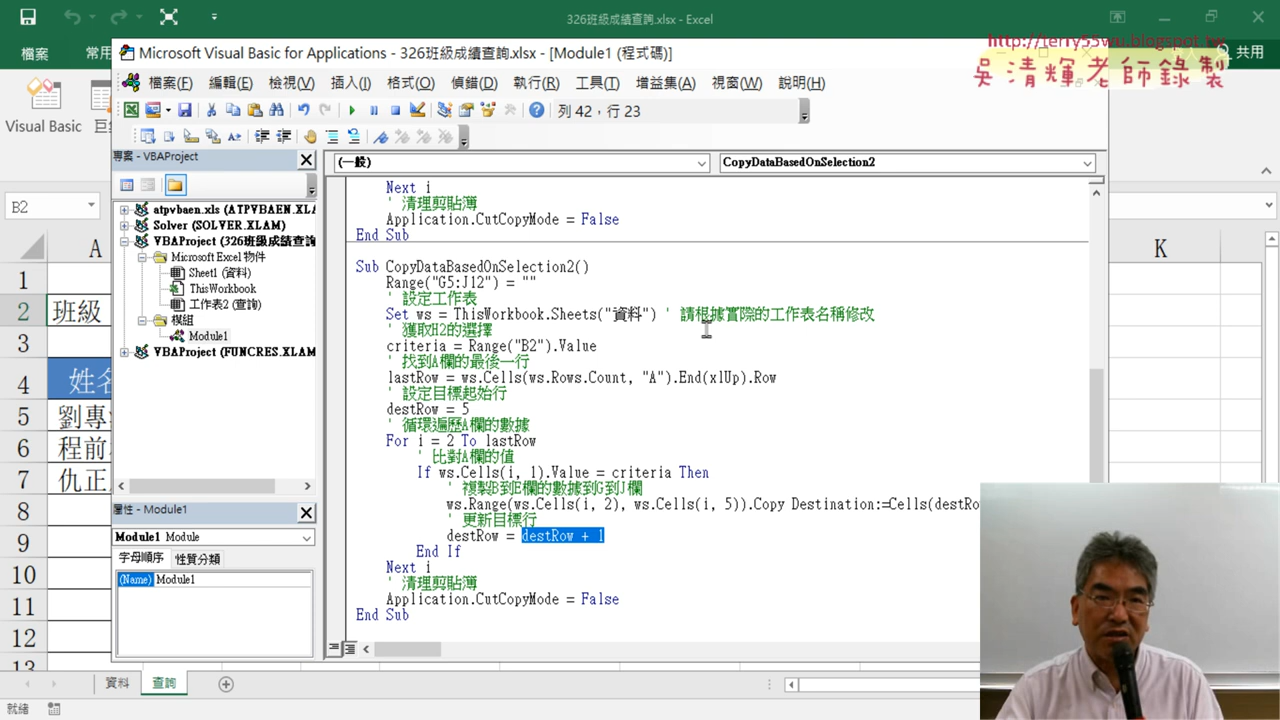 326班級成績查詢.xlsx - Excel
http://terry55wu.blogspot.tw
吳清輝老師錄製
檔案
常用
共用
Visual Basic
Microsoft Visual Basic for Applications - 326班級成績查詢.xlsx - [Module1 (程式碼)]
檔案(F) 編輯(E) 檢視(V) 插入(I) 格式(O) 偵錯(D) 執行(R) 工具(T) 增益集(A) 視窗(W) 說明(H)
列 42，行 23
專案 - VBAProject
(一般)
CopyDataBasedOnSelection2
atpvbaen.xls (ATPVBAEN.XLA
Solver (SOLVER.XLAM)
VBAProject (326班級成績查詢
Microsoft Excel 物件
Sheet1 (資料)
ThisWorkbook
工作表2 (查詢)
模組
Module1
VBAProject (FUNCRES.XLAM
屬性 - Module1
Module1 Module
字母順序 性質分類
(Name) Module1
Next i
' 清理剪貼簿
Application.CutCopyMode = False
End Sub
Sub CopyDataBasedOnSelection2()
Range("G5:J12") = ""
' 設定工作表
Set ws = ThisWorkbook.Sheets("資料") ' 請根據實際的工作表名稱修改
' 獲取H2的選擇
criteria = Range("B2").Value
' 找到A欄的最後一行
lastRow = ws.Cells(ws.Rows.Count, "A").End(xlUp).Row
' 設定目標起始行
destRow = 5
' 循環遍歷A欄的數據
For i = 2 To lastRow
' 比對A欄的值
If ws.Cells(i, 1).Value = criteria Then
' 複製B到E欄的數據到G到J欄
ws.Range(ws.Cells(i, 2), ws.Cells(i, 5)).Copy Destination:=Cells(destRo
' 更新目標行
destRow = destRow + 1
End If
Next i
' 清理剪貼簿
Application.CutCopyMode = False
End Sub
B2
A
K
1
2 班級
3
4 姓名
5 劉專
6 程前
7 仇正
8
9
10
11
12
13
資料 查詢
就緒